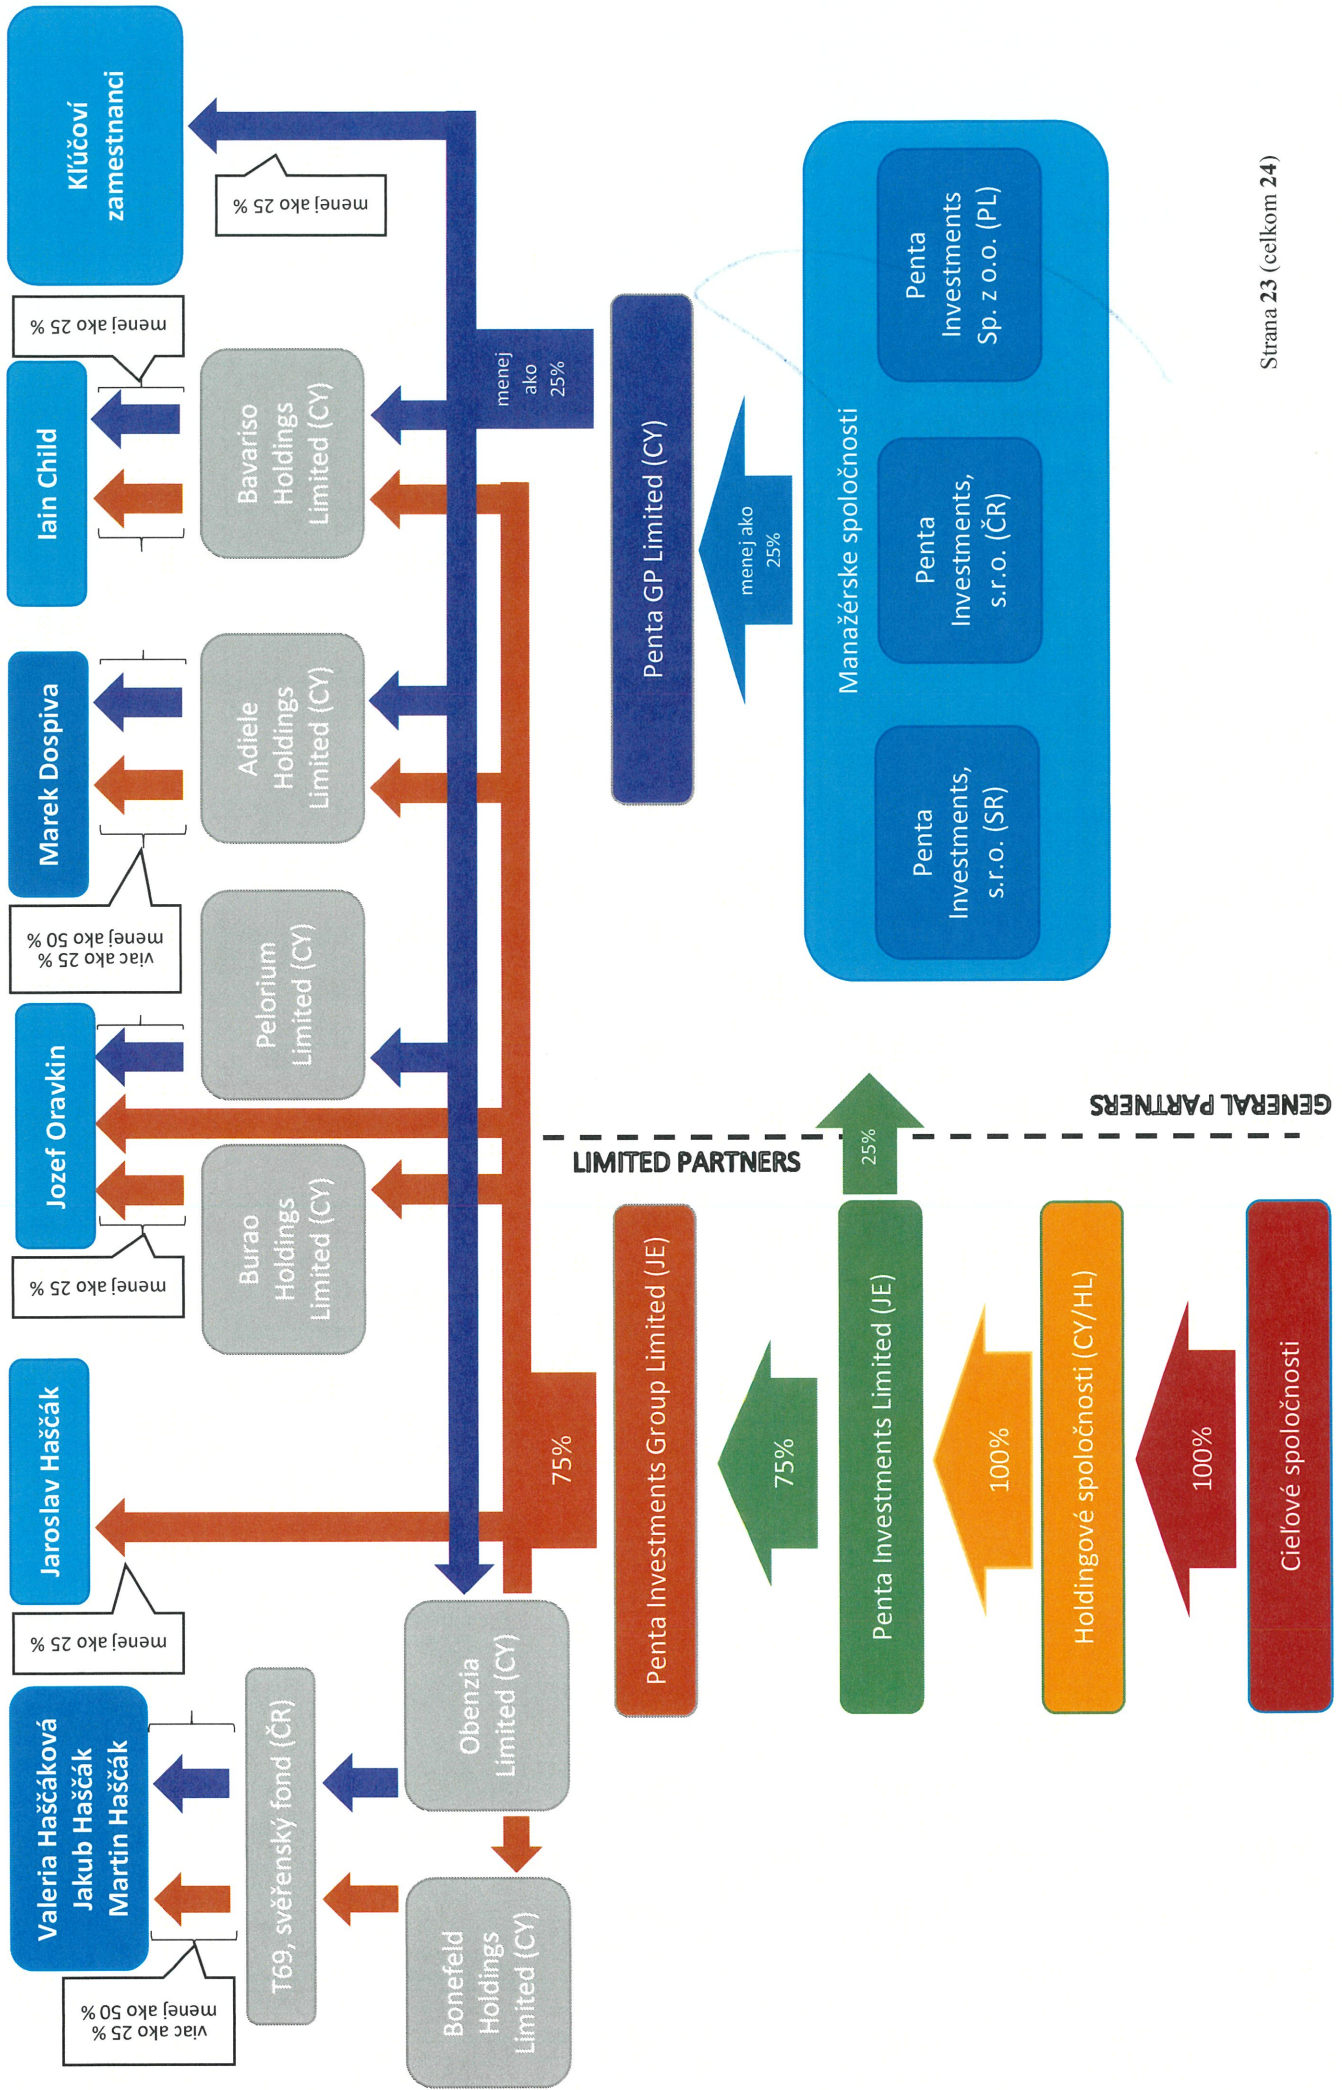 Valeria Haščáková
Jakub Haščák
Martin Haščák
Jaroslav Haščák
Jozef Oravkin
Marek Dospiva
Iain Child
Kľúčoví
zamestnanci
viac ako 25 %
menej ako 50 %
menej ako 25 %
menej ako 25 %
viac ako 25 %
menej ako 50 %
menej ako 25 %
menej ako 25 %
T69, svěřenský fond (ČR)
Burao
Holdings
Limited (CY)
Pelorium
Limited (CY)
Adiele
Holdings
Limited (CY)
Bavariso
Holdings
Limited (CY)
Bonefeld
Holdings
Limited (CY)
Obenzia
Limited (CY)
75%
menej
ako
25%
Penta Investments Group Limited (JE)
LIMITED PARTNERS
Penta GP Limited (CY)
75%
menej ako
25%
Penta Investments Limited (JE)
25%
Manažérske spoločnosti
Penta
Investments,
s.r.o. (SR)
Penta
Investments,
s.r.o. (ČR)
Penta
Investments
Sp. z o.o. (PL)
100%
Holdingové spoločnosti (CY/HL)
GENERAL PARTNERS
100%
Cieľové spoločnosti
Strana 23 (celkom 24)